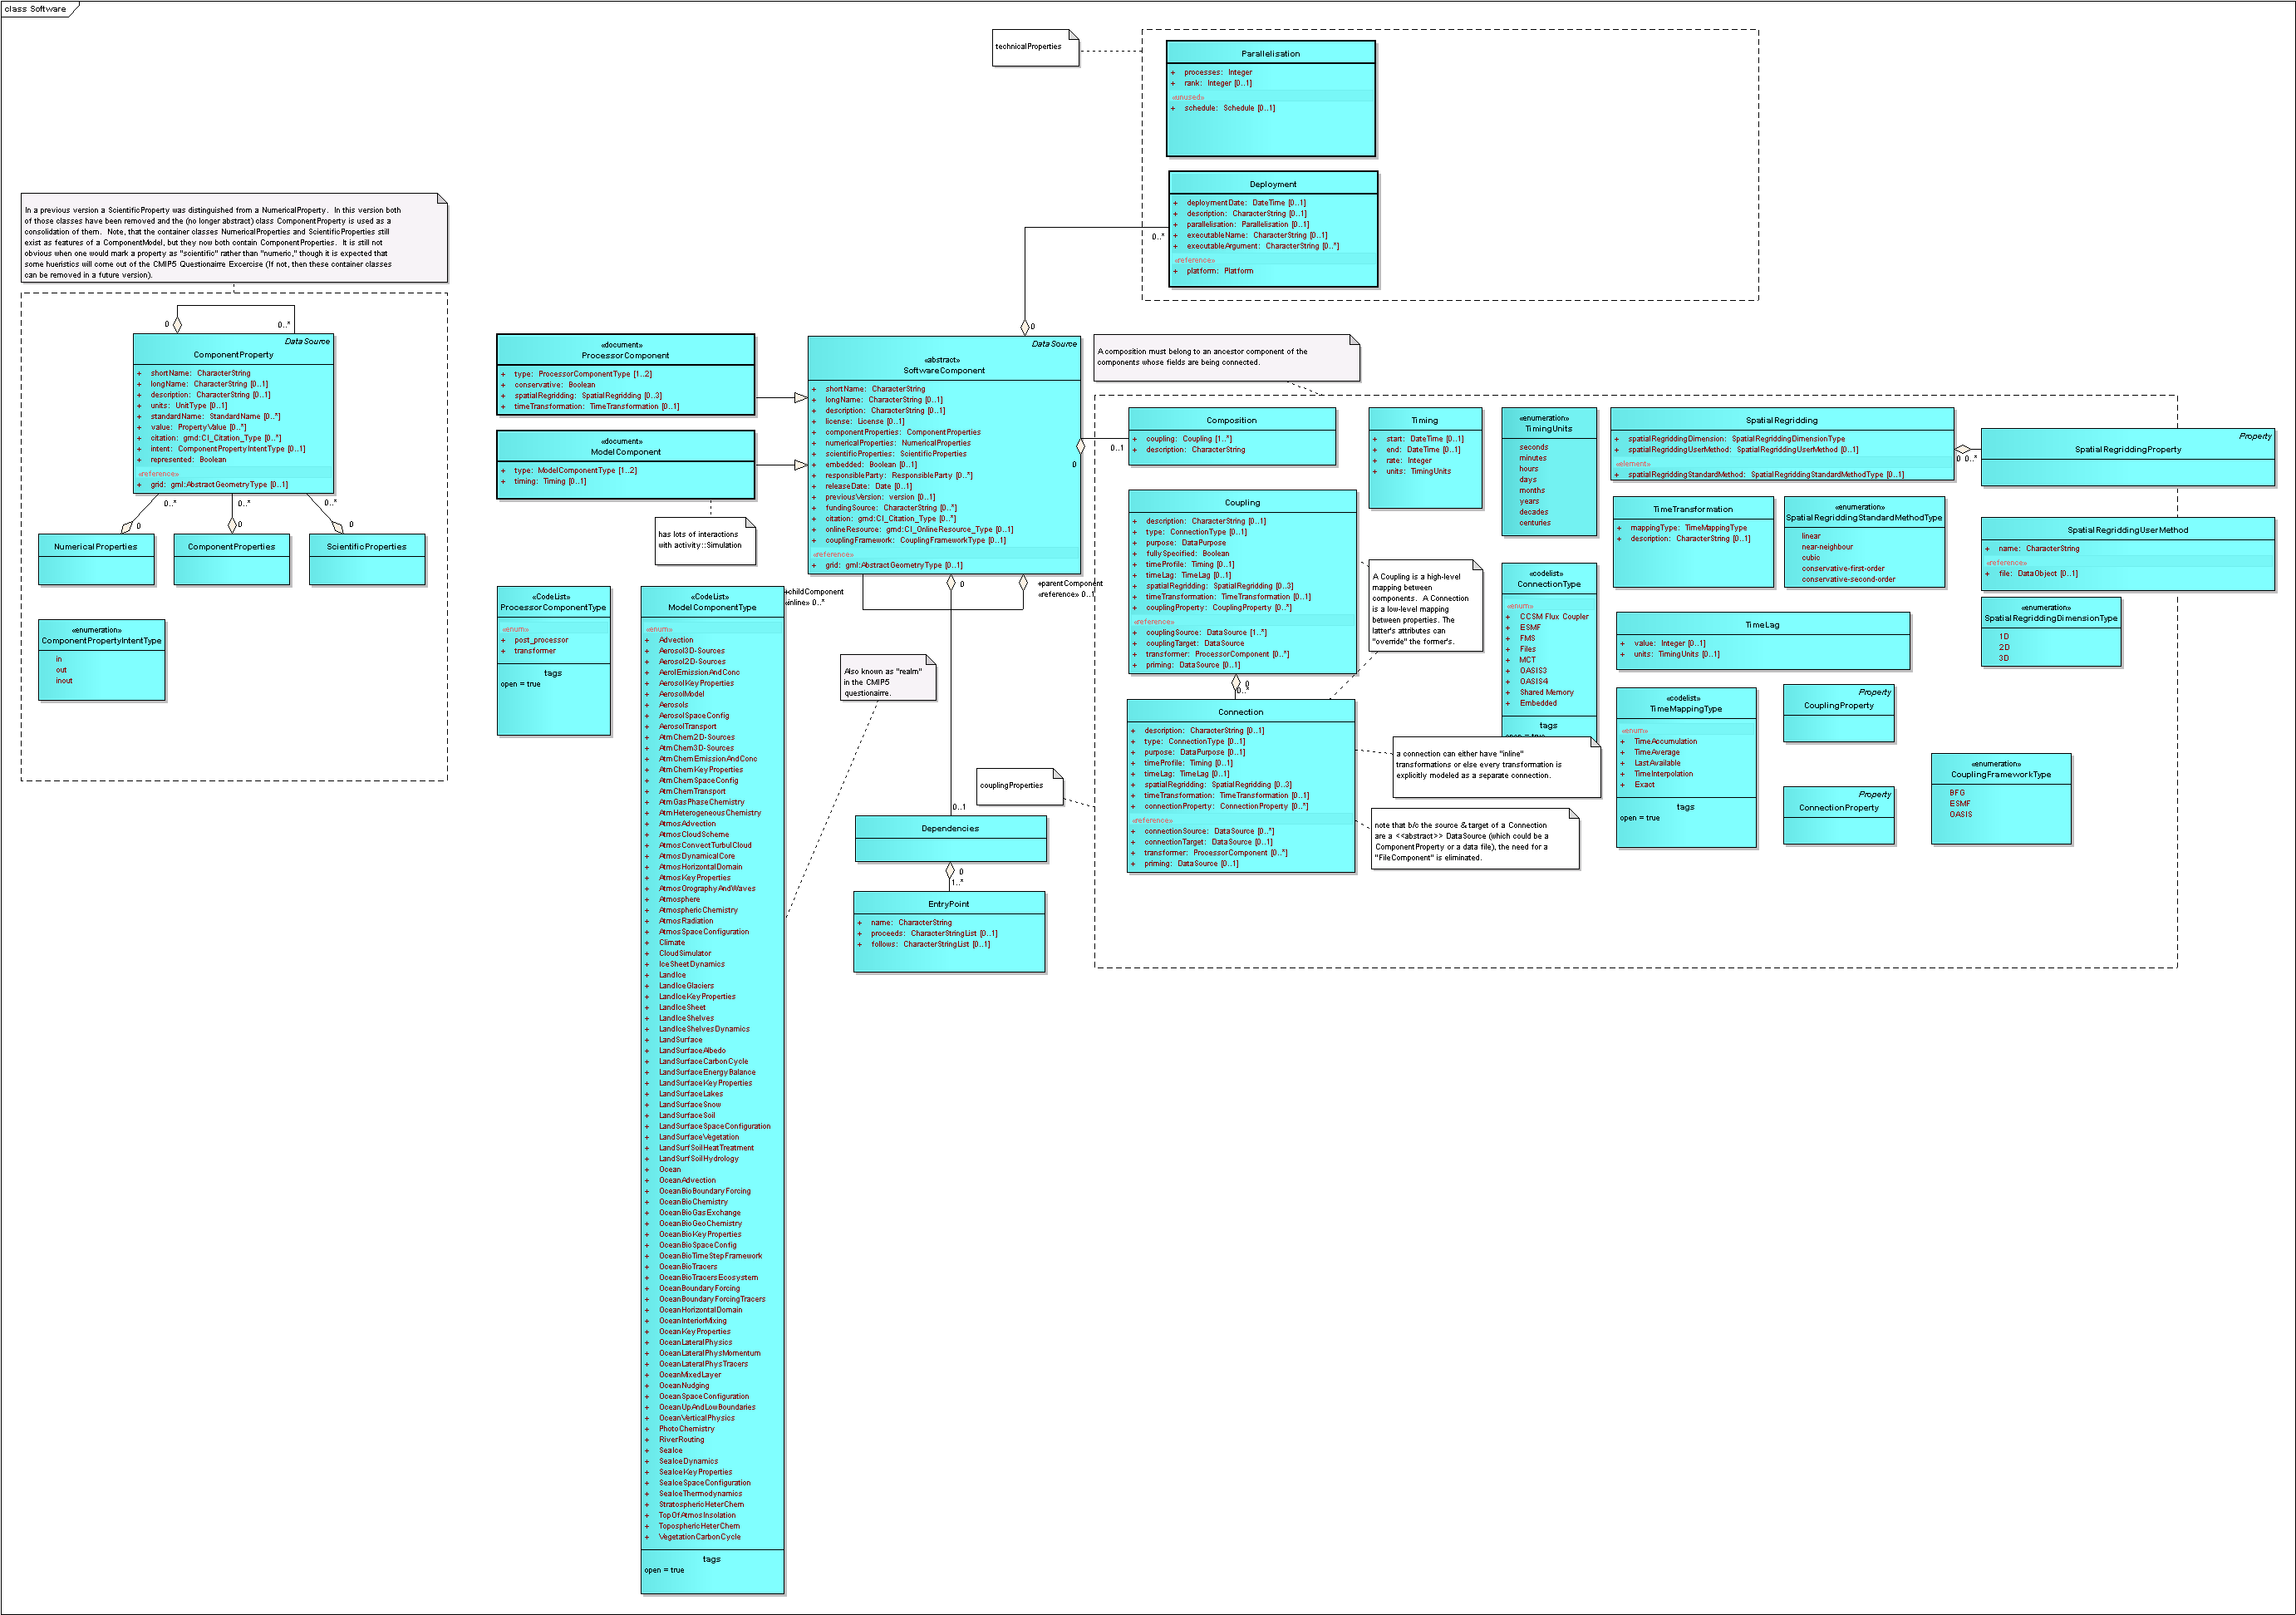 class Software
technicalProperties
Parallelisation
+ processes: Integer
+ rank: Integer [0..1]
«unused»
+ schedule: Schedule [0..1]
Deployment
+ deploymentDate: DateTime [0..1]
+ description: CharacterString [0..1]
+ parallelisation: Parallelisation [0..1]
+ executableName: CharacterString [0..1]
+ executableArgument: CharacterString [0..*]
«reference»
+ platform: Platform
0..*
0
In a previous version a ScientificProperty was distinguished from a NumericalProperty. In this version both
of those classes have been removed and the (no longer abstract) class ComponentProperty is used as a
consolidation of them. Note, that the container classes NumericalProperties and ScientificProperties still
exist as features of a ComponentModel, but they now both contain ComponentProperties. It is still not
obvious when one would mark a property as "scientific" rather than "numeric," though it is expected that
some hueristics will come out of the CMIP5 Questionairre Excercise (If not, then these container classes
can be removed in a future version).
0
0..*
DataSource
ComponentProperty
+ shortName: CharacterString
+ longName: CharacterString [0..1]
+ description: CharacterString [0..1]
+ units: UnitType [0..1]
+ standardName: StandardName [0..*]
+ value: PropertyValue [0..*]
+ citation: gmd:CI_Citation_Type [0..*]
+ intent: ComponentPropertyIntentType [0..1]
+ represented: Boolean
«reference»
+ grid: gml:AbstractGeometryType [0..1]
0..*
0..*
0..*
0
0
0
NumericalProperties
ComponentProperties
ScientificProperties
«enumeration»
ComponentPropertyIntentType
in
out
inout
«document»
ProcessorComponent
+ type: ProcessorComponentType [1..2]
+ conservative: Boolean
+ spatialRegridding: SpatialRegridding [0..3]
+ timeTransformation: TimeTransformation [0..1]
«document»
ModelComponent
+ type: ModelComponentType [1..2]
+ timing: Timing [0..1]
has lots of interactions
with activity::Simulation
DataSource
«abstract»
SoftwareComponent
+ shortName: CharacterString
+ longName: CharacterString [0..1]
+ description: CharacterString [0..1]
+ license: License [0..1]
+ componentProperties: ComponentProperties
+ numericalProperties: NumericalProperties
+ scientificProperties: ScientificProperties
+ embedded: Boolean [0..1]
+ responsibleParty: ResponsibleParty [0..*]
+ releaseDate: Date [0..1]
+ previousVersion: version [0..1]
+ fundingSource: CharacterString [0..*]
+ citation: gmd:CI_Citation_Type [0..*]
+ onlineResource: gmd:CI_OnlineResource_Type [0..1]
+ couplingFramework: CouplingFrameworkType [0..1]
«reference»
+ grid: gml:AbstractGeometryType [0..1]
0
0..1
0
+parentComponent
«reference» 0..1
+childComponent
«inline» 0..*
«CodeList»
ProcessorComponentType
«enum»
+ post_processor
+ transformer
tags
open = true
«CodeList»
ModelComponentType
«enum»
+ Advection
+ Aerosol3D-Sources
+ Aerosol2D-Sources
+ AerolEmissionAndConc
+ AerosolKeyProperties
+ AerosolModel
+ Aerosols
+ AerosolSpaceConfig
+ AerosolTransport
+ AtmChem2D-Sources
+ AtmChem3D-Sources
+ AtmChemEmissionAndConc
+ AtmChemKeyProperties
+ AtmChemSpaceConfig
+ AtmChemTransport
+ AtmGasPhaseChemistry
+ AtmHeterogeneousChemistry
+ AtmosAdvection
+ AtmosCloudScheme
+ AtmosConvectTurbulCloud
+ AtmosDynamicalCore
+ AtmosHorizontalDomain
+ AtmosKeyProperties
+ AtmosOrographyAndWaves
+ Atmosphere
+ AtmosphericChemistry
+ AtmosRadiation
+ AtmosSpaceConfiguration
+ Climate
+ CloudSimulator
+ IceSheetDynamics
+ LandIce
+ LandIceGlaciers
+ LandIceKeyProperties
+ LandIceSheet
+ LandIceShelves
+ LandIceShelvesDynamics
+ LandSurface
+ LandSurfaceAlbedo
+ LandSurfaceCarbonCycle
+ LandSurfaceEnergyBalance
+ LandSurfaceKeyProperties
+ LandSurfaceLakes
+ LandSurfaceSnow
+ LandSurfaceSoil
+ LandSurfaceSpaceConfiguration
+ LandSurfaceVegetation
+ LandSurfSoilHeatTreatment
+ LandSurfSoilHydrology
+ Ocean
+ OceanAdvection
+ OceanBioBoundaryForcing
+ OceanBioChemistry
+ OceanBioGasExchange
+ OceanBioGeoChemistry
+ OceanBioKeyProperties
+ OceanBioSpaceConfig
+ OceanBioTimeStepFramework
+ OceanBioTracers
+ OceanBioTracersEcosystem
+ OceanBoundaryForcing
+ OceanBoundaryForcingTracers
+ OceanHorizontalDomain
+ OceanInteriorMixing
+ OceanKeyProperties
+ OceanLateralPhysics
+ OceanLateralPhysMomentum
+ OceanLateralPhysTracers
+ OceanMixedLayer
+ OceanNudging
+ OceanSpaceConfiguration
+ OceanUpAndLowBoundaries
+ OceanVerticalPhysics
+ PhotoChemistry
+ RiverRouting
+ SeaIce
+ SeaIceDynamics
+ SeaIceKeyProperties
+ SeaIceSpaceConfiguration
+ SeaIceThermodynamics
+ StratosphericHeterChem
+ TopOfAtmosInsolation
+ ToposphericHeterChem
+ VegetationCarbonCycle
tags
open = true
Also known as "realm"
in the CMIP5
questionairre.
0..1
Dependencies
0
1..*
EntryPoint
+ name: CharacterString
+ proceeds: CharacterStringList [0..1]
+ follows: CharacterStringList [0..1]
couplingProperties
A composition must belong to an ancestor component of the
components whose fields are being connected.
Composition
+ coupling: Coupling [1..*]
+ description: CharacterString
Coupling
+ description: CharacterString [0..1]
+ type: ConnectionType [0..1]
+ purpose: DataPurpose
+ fullySpecified: Boolean
+ timeProfile: Timing [0..1]
+ timeLag: TimeLag [0..1]
+ spatialRegridding: SpatialRegridding [0..3]
+ timeTransformation: TimeTransformation [0..1]
+ couplingProperty: CouplingProperty [0..*]
«reference»
+ couplingSource: DataSource [1..*]
+ couplingTarget: DataSource
+ transformer: ProcessorComponent [0..*]
+ priming: DataSource [0..1]
0
0..*
Connection
+ description: CharacterString [0..1]
+ type: ConnectionType [0..1]
+ purpose: DataPurpose [0..1]
+ timeProfile: Timing [0..1]
+ timeLag: TimeLag [0..1]
+ spatialRegridding: SpatialRegridding [0..3]
+ timeTransformation: TimeTransformation [0..1]
+ connectionProperty: ConnectionProperty [0..*]
«reference»
+ connectionSource: DataSource [0..*]
+ connectionTarget: DataSource [0..1]
+ transformer: ProcessorComponent [0..*]
+ priming: DataSource [0..1]
Timing
+ start: DateTime [0..1]
+ end: DateTime [0..1]
+ rate: Integer
+ units: TimingUnits
A Coupling is a high-level
mapping between
components. A Connection
is a low-level mapping
between properties. The
latter's attributes can
"override" the former's.
«enumeration»
TimingUnits
seconds
minutes
hours
days
months
years
decades
centuries
«codelist»
ConnectionType
«enum»
+ CCSM Flux Coupler
+ ESMF
+ FMS
+ Files
+ MCT
+ OASIS3
+ OASIS4
+ Shared Memory
+ Embedded
tags
open = true
a connection can either have "inline"
transformations or else every transformation is
explicitly modeled as a separate connection.
note that b/c the source & target of a Connection
are a <<abstract>> DataSource (which could be a
ComponentProperty or a data file), the need for a
"FileComponent" is eliminated.
SpatialRegridding
+ spatialRegriddingDimension: SpatialRegriddingDimensionType
+ spatialRegriddingUserMethod: SpatialRegriddingUserMethod [0..1]
«element»
+ spatialRegriddingStandardMethod: SpatialRegriddingStandardMethodType [0..1]
0 0..*
Property
SpatialRegriddingProperty
TimeTransformation
+ mappingType: TimeMappingType
+ description: CharacterString [0..1]
«enumeration»
SpatialRegriddingStandardMethodType
linear
near-neighbour
cubic
conservative-first-order
conservative-second-order
SpatialRegriddingUserMethod
+ name: CharacterString
«reference»
+ file: DataObject [0..1]
«enumeration»
SpatialRegriddingDimensionType
1D
2D
3D
TimeLag
+ value: Integer [0..1]
+ units: TimingUnits [0..1]
«codelist»
TimeMappingType
«enum»
+ TimeAccumulation
+ TimeAverage
+ LastAvailable
+ TimeInterpolation
+ Exact
tags
open = true
Property
CouplingProperty
Property
ConnectionProperty
«enumeration»
CouplingFrameworkType
BFG
ESMF
OASIS